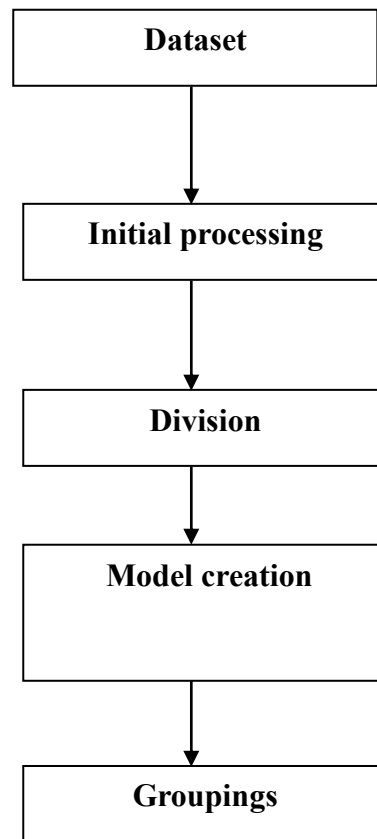 Dataset
Initial processing
Division
Model creation
Groupings